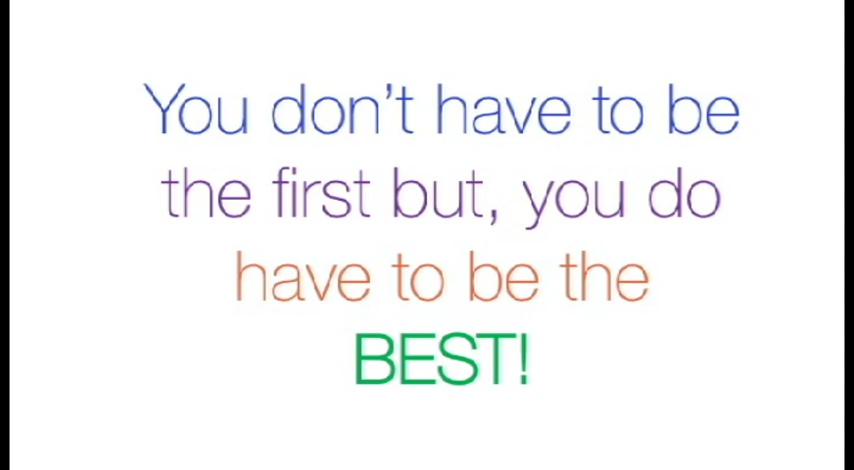 You don't have to be
the first but, you do
have to be the
BEST!